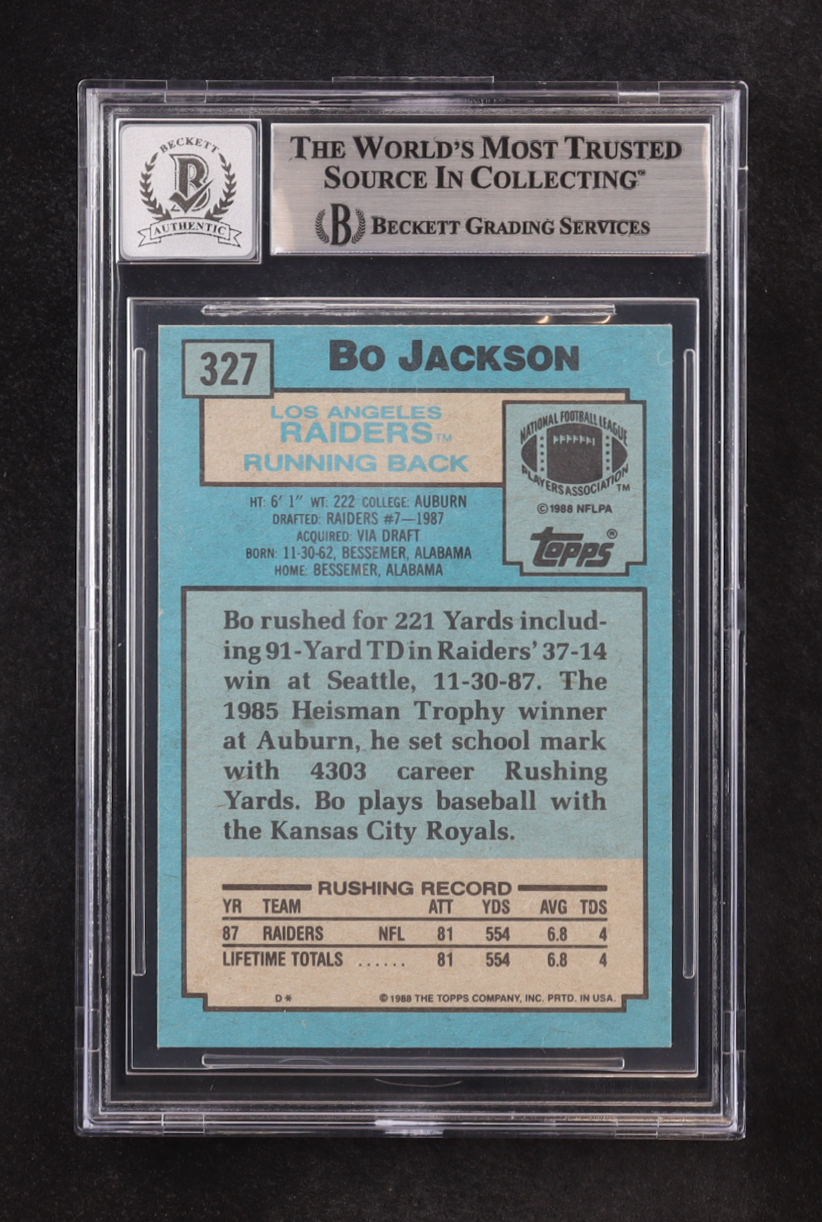 BECKETT
B
AUTHENTIC
THE WORLD'S MOST TRUSTED
SOURCE IN COLLECTING™
B BECKETT GRADING SERVICES
327
BO JACKSON
LOS ANGELES
RAIDERS™
RUNNING BACK
NATIONAL FOOTBALL LEAGUE
PLAYERS ASSOCIATION™
©1988 NFLPA
topps®
HT: 6' 1" WT: 222 COLLEGE: AUBURN
DRAFTED: RAIDERS #7—1987
ACQUIRED: VIA DRAFT
BORN: 11-30-62, BESSEMER, ALABAMA
HOME: BESSEMER, ALABAMA
Bo rushed for 221 Yards includ-
ing 91-Yard TD in Raiders' 37-14
win at Seattle, 11-30-87. The
1985 Heisman Trophy winner
at Auburn, he set school mark
with 4303 career Rushing
Yards. Bo plays baseball with
the Kansas City Royals.
RUSHING RECORD
YR TEAM ATT YDS AVG TDS
87 RAIDERS NFL 81 554 6.8 4
LIFETIME TOTALS ...... 81 554 6.8 4
D* ©1988 THE TOPPS COMPANY, INC. PRTD. IN USA.